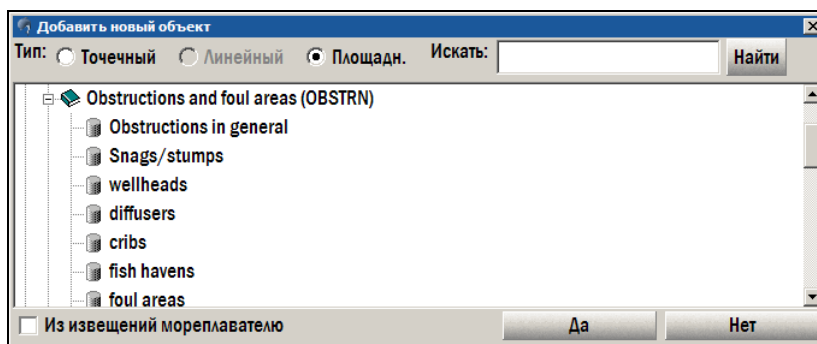 Добавить новый объект
Тип: Точечный Линейный Площадн. Искать: Найти
Obstructions and foul areas (OBSTRN)
Obstructions in general
Snags/stumps
wellheads
diffusers
cribs
fish havens
foul areas
Из извещений мореплавателю Да Нет